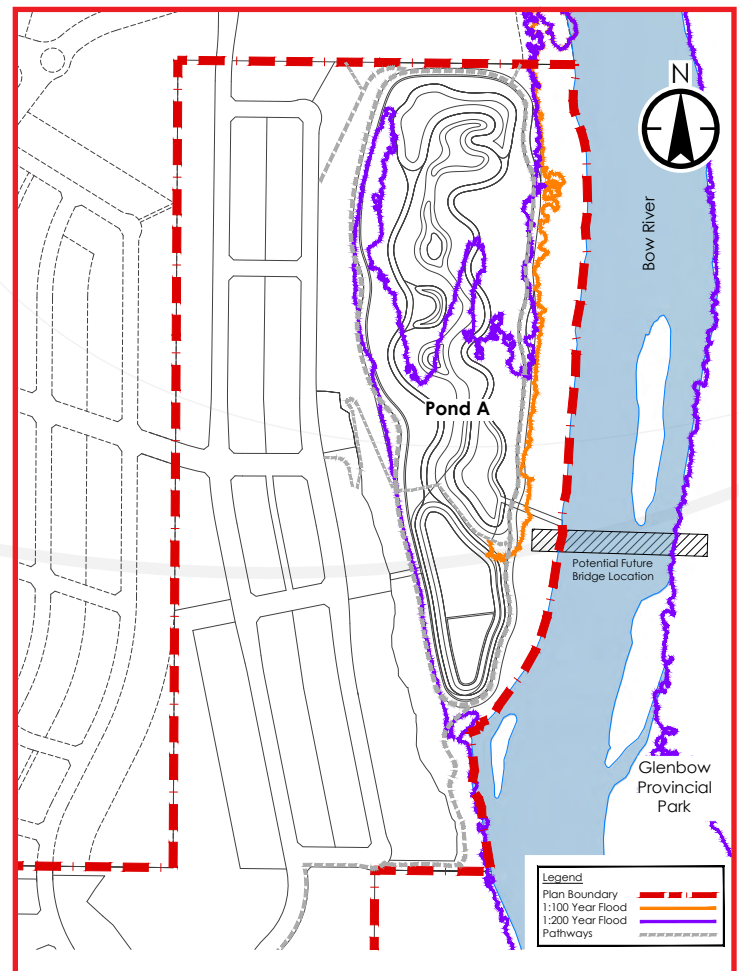 N
Bow River
Pond A
Potential Future
Bridge Location
Glenbow
Provincial
Park
Legend
Plan Boundary
1:100 Year Flood
1:200 Year Flood
Pathways